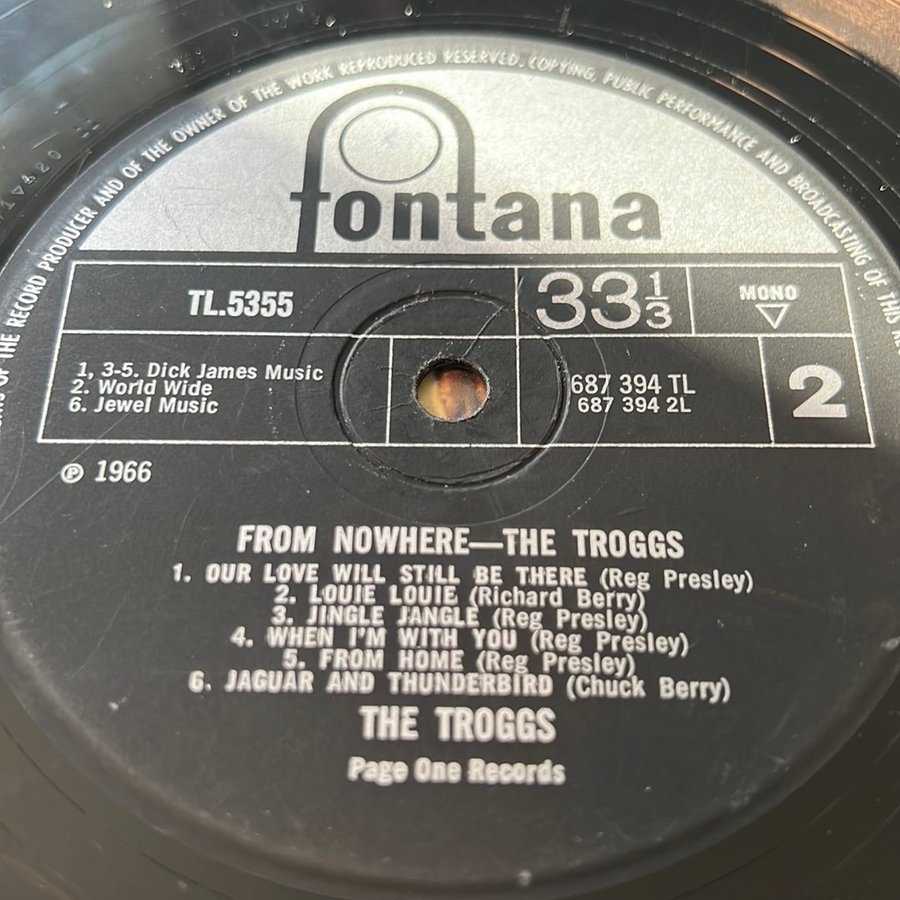 OF THE RECORD PRODUCER AND OF THE OWNER OF THE WORK REPRODUCED RESERVED. COPYING, PUBLIC PERFORMANCE AND BROADCASTING OF THIS
fontana
TL.5355
33 1/3
MONO
1, 3-5. Dick James Music
2. World Wide
6. Jewel Music
687 394 TL
687 394 2L
2
℗ 1966
FROM NOWHERE—THE TROGGS
1. OUR LOVE WILL STILL BE THERE (Reg Presley)
2. LOUIE LOUIE (Richard Berry)
3. JINGLE JANGLE (Reg Presley)
4. WHEN I'M WITH YOU (Reg Presley)
5. FROM HOME (Reg Presley)
6. JAGUAR AND THUNDERBIRD (Chuck Berry)
THE TROGGS
Page One Records